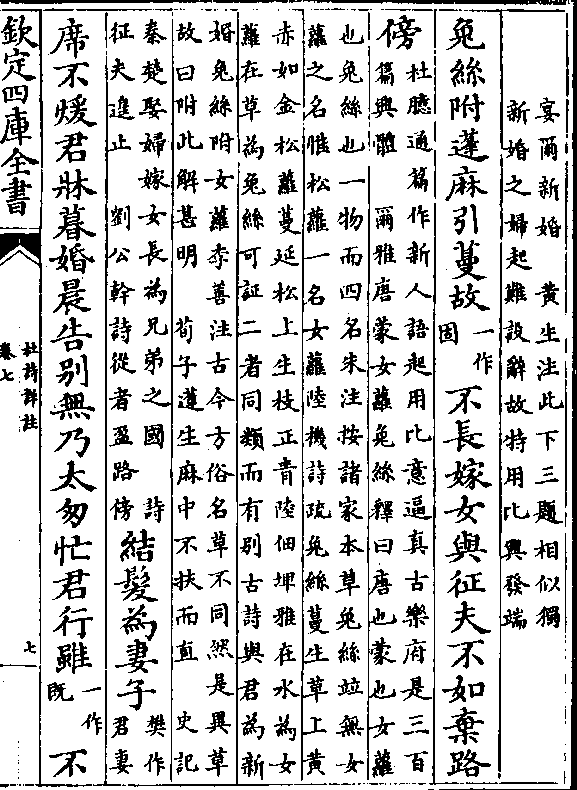 宴爾新婚　黄生注此下三題相似獨
新婚之婦起難設辭故特用比興發端
兔絲附蓬麻引蔓故一作固不長嫁女與征夫不如棄路
傍
杜臆通篇作新人語起用比意逼真古樂府是三百
篇興體　爾雅唐蒙女蘿兔絲釋曰唐也蒙也女蘿
也兔絲也一物而四名朱注按諸家本草兔絲竝無女
蘿之名惟松蘿一名女蘿陸機詩疏兔絲蔓生草上黄
赤如金松蘿蔓延松上生枝正青陸佃埤雅在水為女
蘿在草為兔絲可証二者同類而有别古詩與君為新
婚兔絲附女蘿李善注古今方俗名草不同然是異草
故曰附此解甚明　荀子蓬生麻中不扶而直　史記
秦楚娶婦嫁女長為兄弟之國　詩
征夫遑止　劉公幹詩從者盈路傍
結髮為妻子樊作君妻
席不煖君牀暮婚晨告别無乃太匆忙君行雖一作既不
欽定四庫全書
杜詩詳註
卷七
七